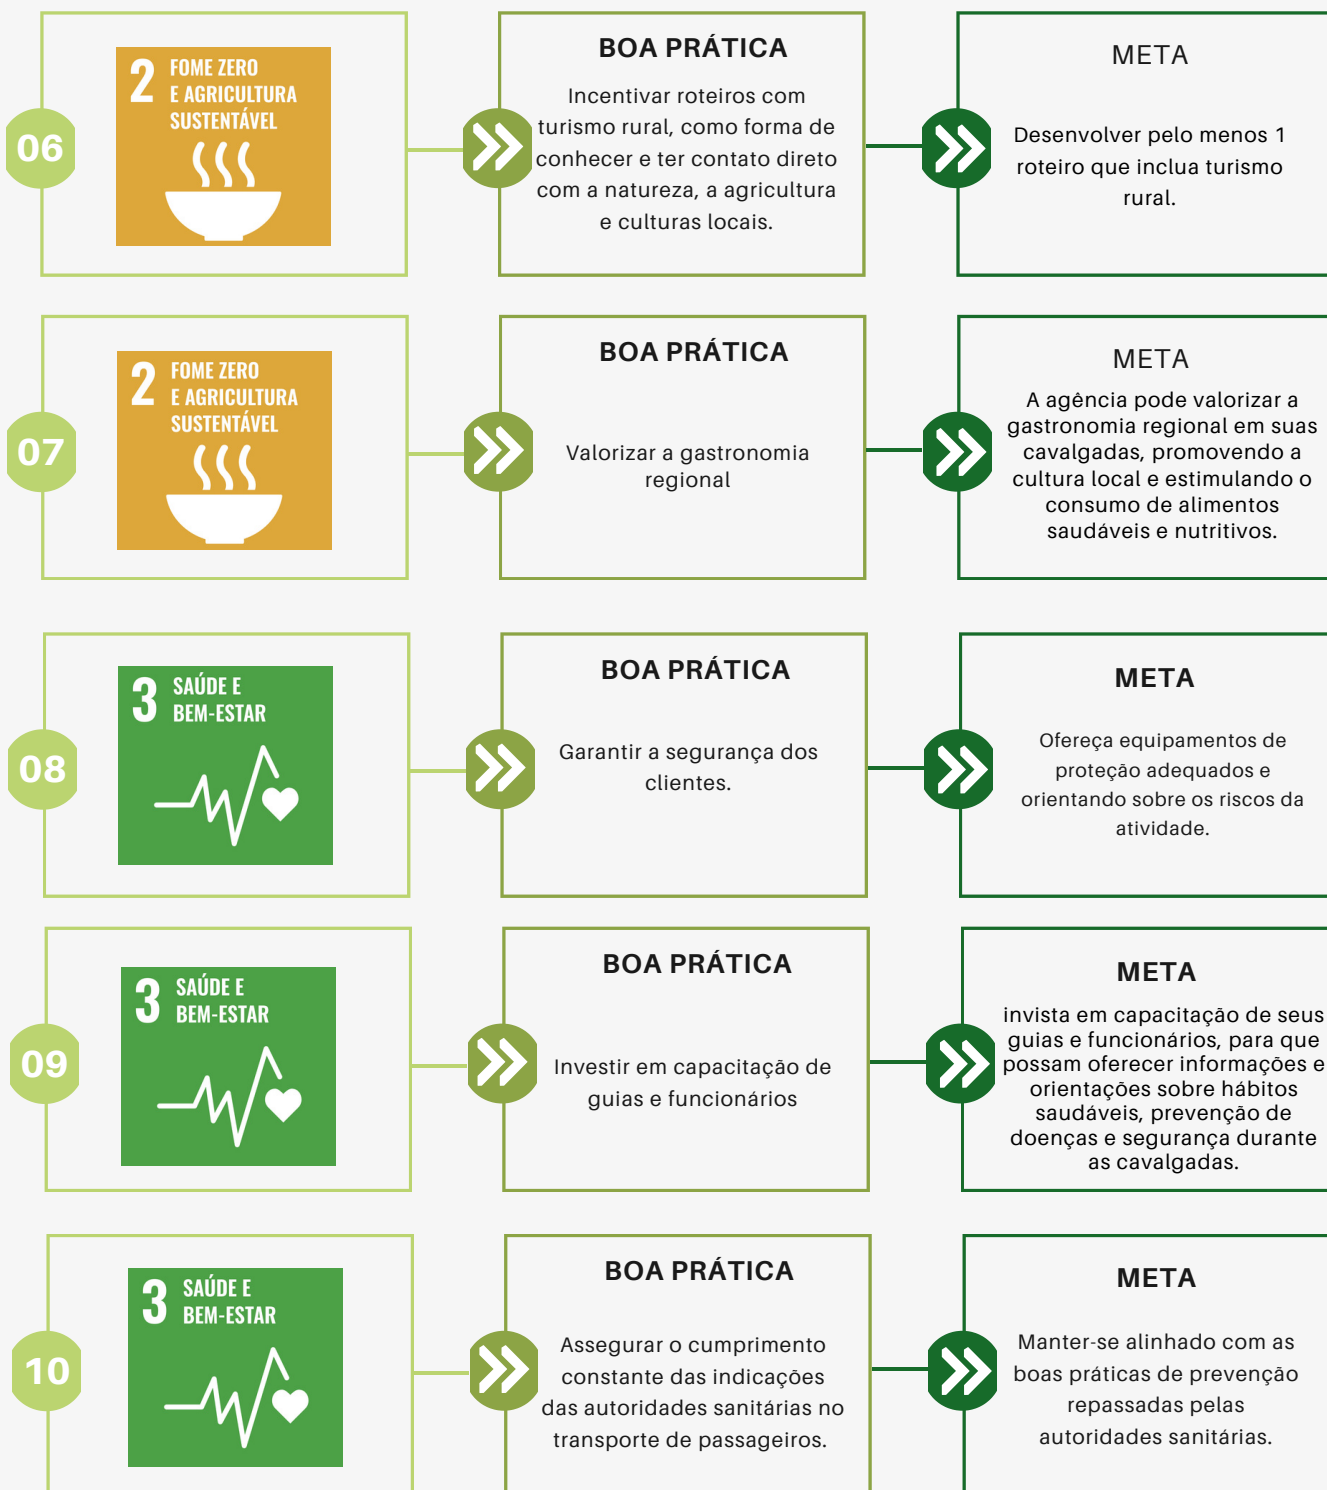 06
2 FOME ZERO
E AGRICULTURA
SUSTENTÁVEL
BOA PRÁTICA
Incentivar roteiros com
turismo rural, como forma de
conhecer e ter contato direto
com a natureza, a agricultura
e culturas locais.
META
Desenvolver pelo menos 1
roteiro que inclua turismo
rural.
07
2 FOME ZERO
E AGRICULTURA
SUSTENTÁVEL
BOA PRÁTICA
Valorizar a gastronomia
regional
META
A agência pode valorizar a
gastronomia regional em suas
cavalgadas, promovendo a
cultura local e estimulando o
consumo de alimentos
saudáveis e nutritivos.
08
3 SAÚDE E
BEM-ESTAR
BOA PRÁTICA
Garantir a segurança dos
clientes.
META
Ofereça equipamentos de
proteção adequados e
orientando sobre os riscos da
atividade.
09
3 SAÚDE E
BEM-ESTAR
BOA PRÁTICA
Investir em capacitação de
guias e funcionários
META
invista em capacitação de seus
guias e funcionários, para que
possam oferecer informações e
orientações sobre hábitos
saudáveis, prevenção de
doenças e segurança durante
as cavalgadas.
10
3 SAÚDE E
BEM-ESTAR
BOA PRÁTICA
Assegurar o cumprimento
constante das indicações
das autoridades sanitárias no
transporte de passageiros.
META
Manter-se alinhado com as
boas práticas de prevenção
repassadas pelas
autoridades sanitárias.